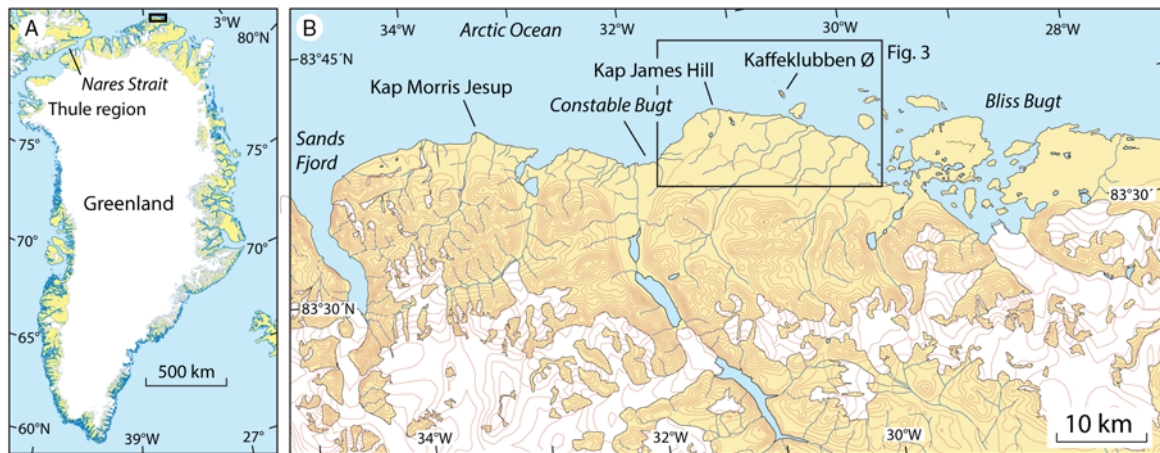 A
3°W
80°N
Nares Strait
Thule region
75°
75°
Greenland
70°
70°
65°
65°
500 km
60°N
39°W
27°
B
34°W
Arctic Ocean
32°W
30°W
28°W
83°45´N
Kaffeklubben Ø
Fig. 3
Kap James Hill
Kap Morris Jesup
Constable Bugt
Bliss Bugt
Sands
Fjord
83°30´
83°30´N
34°W
32°W
30°W
10 km